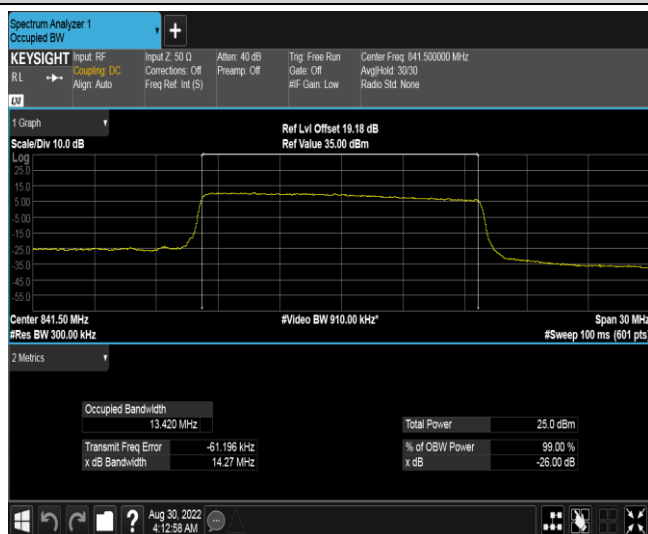 Spectrum Analyzer 1
Occupied BW
+
KEYSIGHT
R L
LXI
Input: RF
Coupling: DC
Align: Auto
Input Z: 50 Ω
Corrections: Off
Freq Ref: Int (S)
Atten: 40 dB
Preamp: Off
Trig: Free Run
Gate: Off
#IF Gain: Low
Center Freq: 841.500000 MHz
Avg|Hold: 30/30
Radio Std: None
1 Graph
Scale/Div 10.0 dB
Ref Lvl Offset 19.18 dB
Ref Value 35.00 dBm
Log
25.0
15.0
5.00
-5.00
-15.0
-25.0
-35.0
-45.0
-55.0
Center 841.50 MHz
#Res BW 300.00 kHz
#Video BW 910.00 kHz*
Span 30 MHz
#Sweep 100 ms (601 pts)
2 Metrics
Occupied Bandwidth
13.420 MHz
Transmit Freq Error -61.196 kHz
x dB Bandwidth 14.27 MHz
Total Power 25.0 dBm
% of OBW Power 99.00 %
x dB -26.00 dB
?
Aug 30, 2022
4:12:58 AM